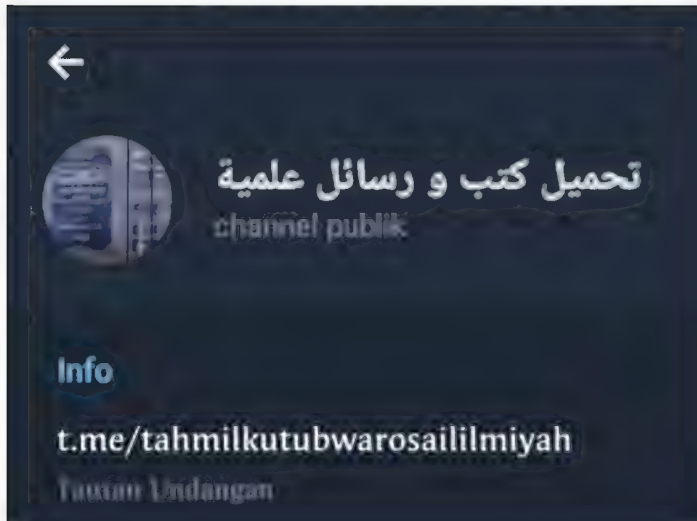 تحميل كتب و رسائل علمية
channel publik
Info
t.me/tahmilkutubwarosaililmiyah
Tautan Undangan